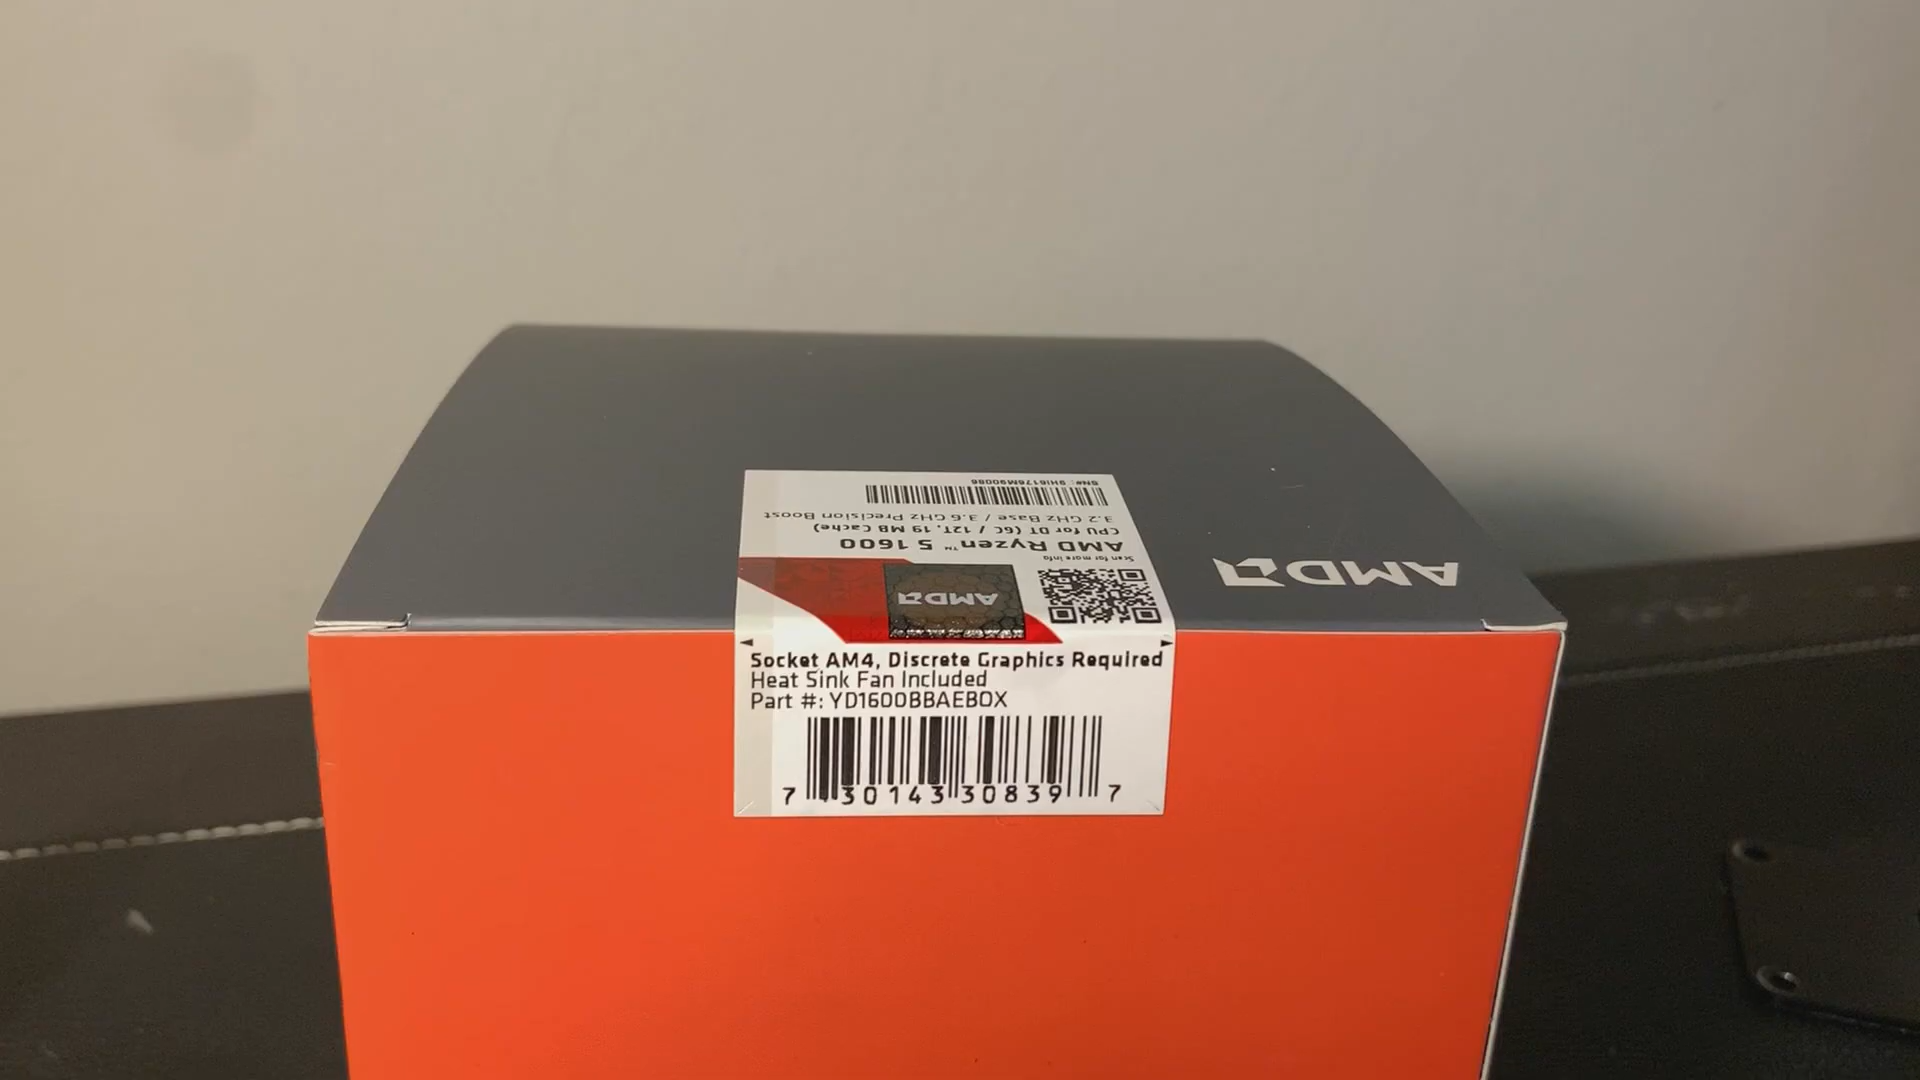 SN#: 9HI6176M90086
3.2 GHz Base / 3.6 GHz Precision Boost
CPU for DT (6C / 12T, 19 MB Cache)
AMD Ryzen™ 5 1600
Scan for more info
AMD
AMD
Socket AM4, Discrete Graphics Required
Heat Sink Fan Included
Part #: YD1600BBAEBOX
7 30143 30839 7